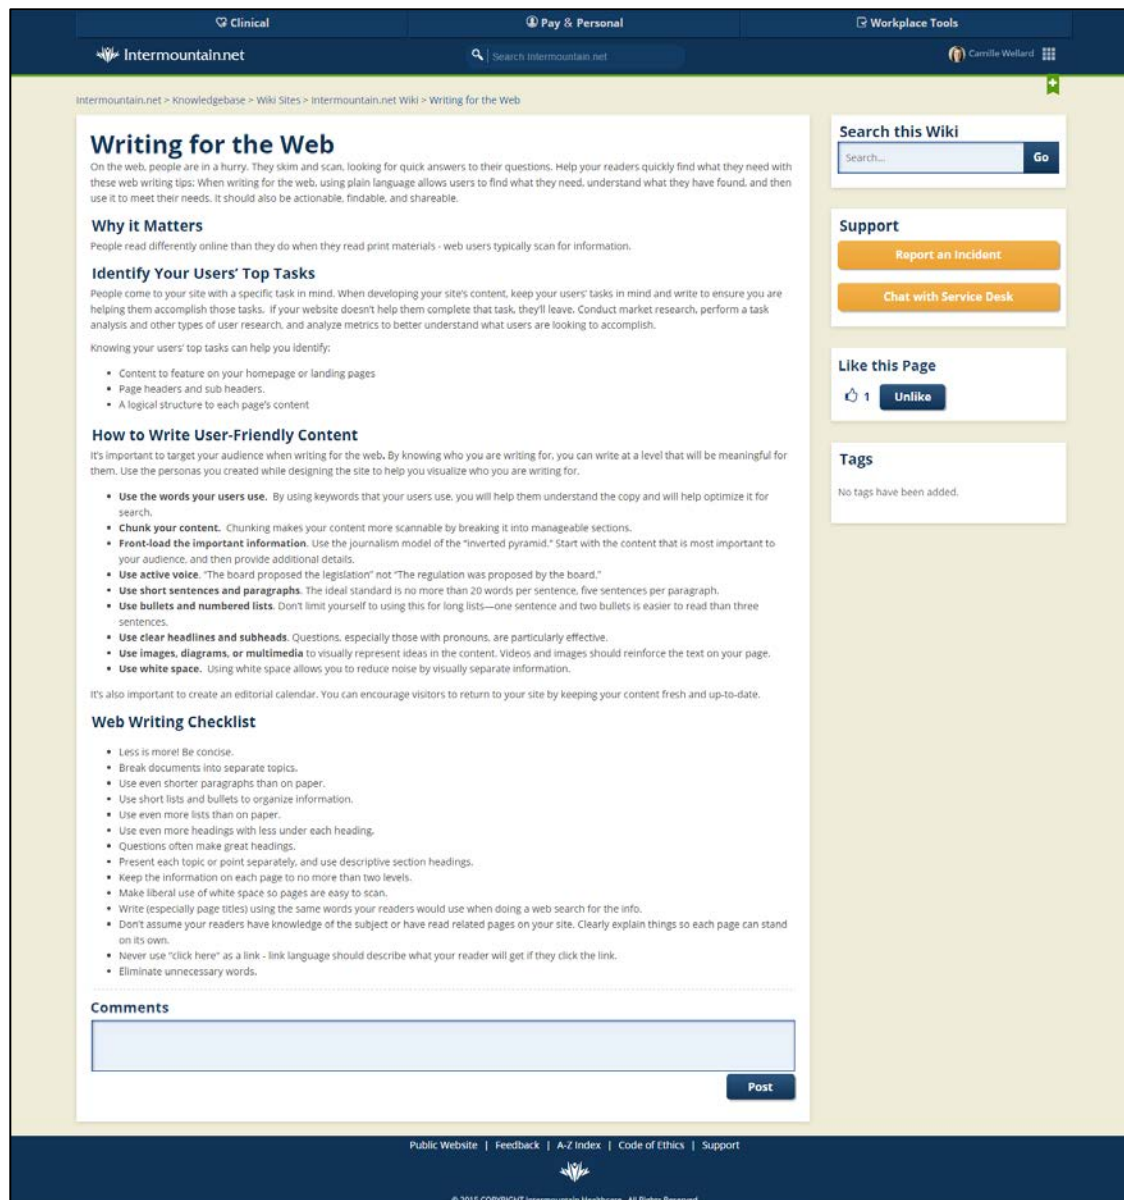 Clinical
Pay & Personal
Workplace Tools
Intermountain.net
Search Intermountain.net
Camille Wellard
Intermountain.net > Knowledgebase > Wiki Sites > Intermountain.net Wiki > Writing for the Web
Writing for the Web
On the web, people are in a hurry. They skim and scan, looking for quick answers to their questions. Help your readers quickly find what they need with
these web writing tips: When writing for the web, using plain language allows users to find what they need, understand what they have found, and then
use it to meet their needs. It should also be actionable, findable, and shareable.
Why it Matters
People read differently online than they do when they read print materials - web users typically scan for information.
Identify Your Users' Top Tasks
People come to your site with a specific task in mind. When developing your site's content, keep your users' tasks in mind and write to ensure you are
helping them accomplish those tasks. If your website doesn't help them complete that task, they'll leave. Conduct market research, perform a task
analysis and other types of user research, and analyze metrics to better understand what users are looking to accomplish.
Knowing your users' top tasks can help you identify:
Content to feature on your homepage or landing pages
Page headers and sub headers.
A logical structure to each page's content
How to Write User-Friendly Content
It's important to target your audience when writing for the web. By knowing who you are writing for, you can write at a level that will be meaningful for
them. Use the personas you created while designing the site to help you visualize who you are writing for.
Use the words your users use. By using keywords that your users use, you will help them understand the copy and will help optimize it for
search.
Chunk your content. Chunking makes your content more scannable by breaking it into manageable sections.
Front-load the important information. Use the journalism model of the "inverted pyramid." Start with the content that is most important to
your audience, and then provide additional details.
Use active voice. "The board proposed the legislation" not "The regulation was proposed by the board."
Use short sentences and paragraphs. The ideal standard is no more than 20 words per sentence, five sentences per paragraph.
Use bullets and numbered lists. Don't limit yourself to using this for long lists—one sentence and two bullets is easier to read than three
sentences.
Use clear headlines and subheads. Questions, especially those with pronouns, are particularly effective.
Use images, diagrams, or multimedia to visually represent ideas in the content. Videos and images should reinforce the text on your page.
Use white space. Using white space allows you to reduce noise by visually separate information.
It's also important to create an editorial calendar. You can encourage visitors to return to your site by keeping your content fresh and up-to-date.
Web Writing Checklist
Less is more! Be concise.
Break documents into separate topics.
Use even shorter paragraphs than on paper.
Use short lists and bullets to organize information.
Use even more lists than on paper.
Use even more headings with less under each heading.
Questions often make great headings.
Present each topic or point separately, and use descriptive section headings.
Keep the information on each page to no more than two levels.
Make liberal use of white space so pages are easy to scan.
Write (especially page titles) using the same words your readers would use when doing a web search for the info.
Don't assume your readers have knowledge of the subject or have read related pages on your site. Clearly explain things so each page can stand
on its own.
Never use "click here" as a link - link language should describe what your reader will get if they click the link.
Eliminate unnecessary words.
Comments
Post
Search this Wiki
Search...
Go
Support
Report an Incident
Chat with Service Desk
Like this Page
1
Unlike
Tags
No tags have been added.
Public Website | Feedback | A-Z Index | Code of Ethics | Support
© 2015 COPYRIGHT Intermountain Healthcare. All Rights Reserved.